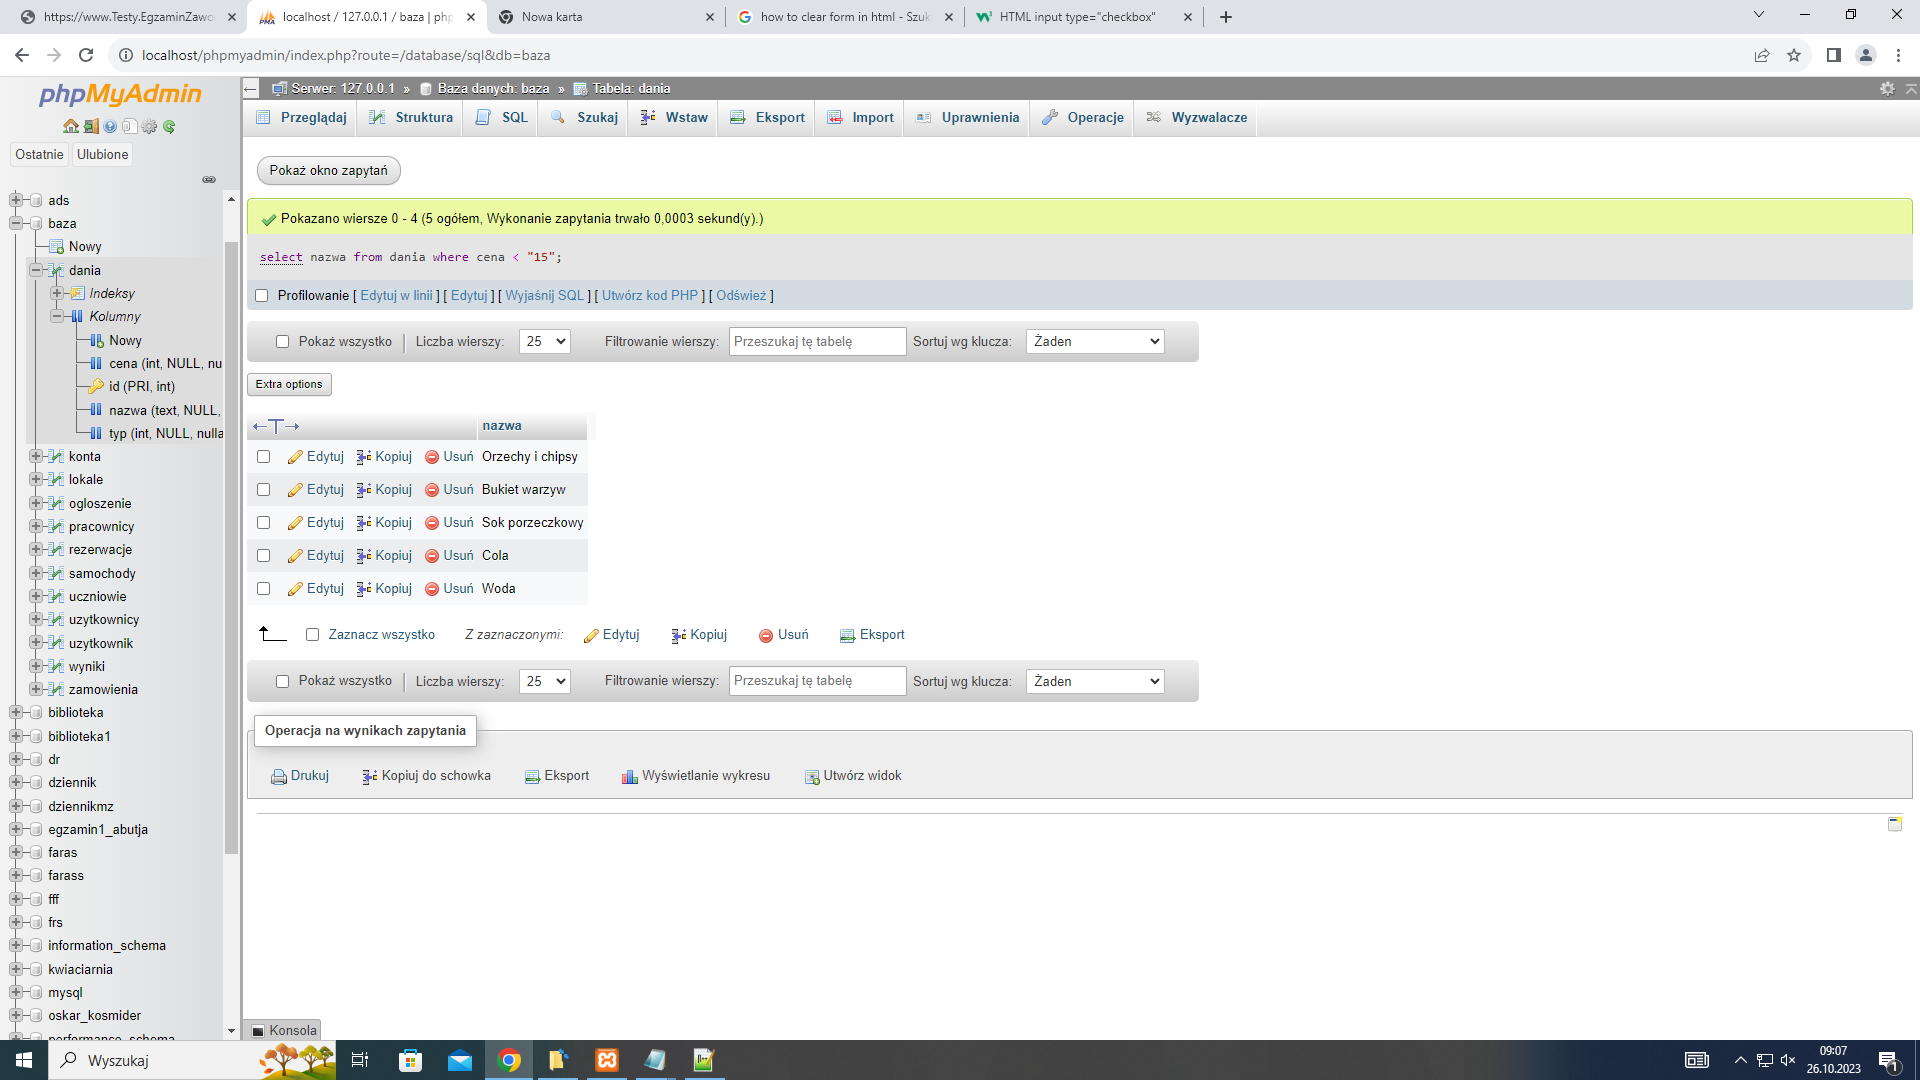 https://www.Testy.EgzaminZawo
localhost / 127.0.0.1 / baza | php
Nowa karta
how to clear form in html - Szuk
HTML input type="checkbox"
localhost/phpmyadmin/index.php?route=/database/sql&db=baza
phpMyAdmin
Ostatnie
Ulubione
ads
baza
Nowy
dania
Indeksy
Kolumny
Nowy
cena (int, NULL, nu
id (PRI, int)
nazwa (text, NULL,
typ (int, NULL, nulla
konta
lokale
ogloszenie
pracownicy
rezerwacje
samochody
uczniowie
uzytkownicy
uzytkownik
wyniki
zamowienia
biblioteka
biblioteka1
dr
dziennik
dziennikmz
egzamin1_abutja
faras
farass
fff
frs
information_schema
kwiaciarnia
mysql
oskar_kosmider
performance_schema
Serwer: 127.0.0.1 » Baza danych: baza » Tabela: dania
Przeglądaj
Struktura
SQL
Szukaj
Wstaw
Eksport
Import
Uprawnienia
Operacje
Wyzwalacze
Pokaż okno zapytań
Pokazano wiersze 0 - 4 (5 ogółem, Wykonanie zapytania trwało 0,0003 sekund(y).)
select nazwa from dania where cena < "15";
Profilowanie [ Edytuj w linii ] [ Edytuj ] [ Wyjaśnij SQL ] [ Utwórz kod PHP ] [ Odśwież ]
Pokaż wszystko | Liczba wierszy: 25 Filtrowanie wierszy: Przeszukaj tę tabelę Sortuj wg klucza: Żaden
Extra options
←T→ nazwa
Edytuj Kopiuj Usuń Orzechy i chipsy
Edytuj Kopiuj Usuń Bukiet warzyw
Edytuj Kopiuj Usuń Sok porzeczkowy
Edytuj Kopiuj Usuń Cola
Edytuj Kopiuj Usuń Woda
Zaznacz wszystko Z zaznaczonymi: Edytuj Kopiuj Usuń Eksport
Pokaż wszystko | Liczba wierszy: 25 Filtrowanie wierszy: Przeszukaj tę tabelę Sortuj wg klucza: Żaden
Operacja na wynikach zapytania
Drukuj Kopiuj do schowka Eksport Wyświetlanie wykresu Utwórz widok
Konsola
Wyszukaj
09:07
26.10.2023
1